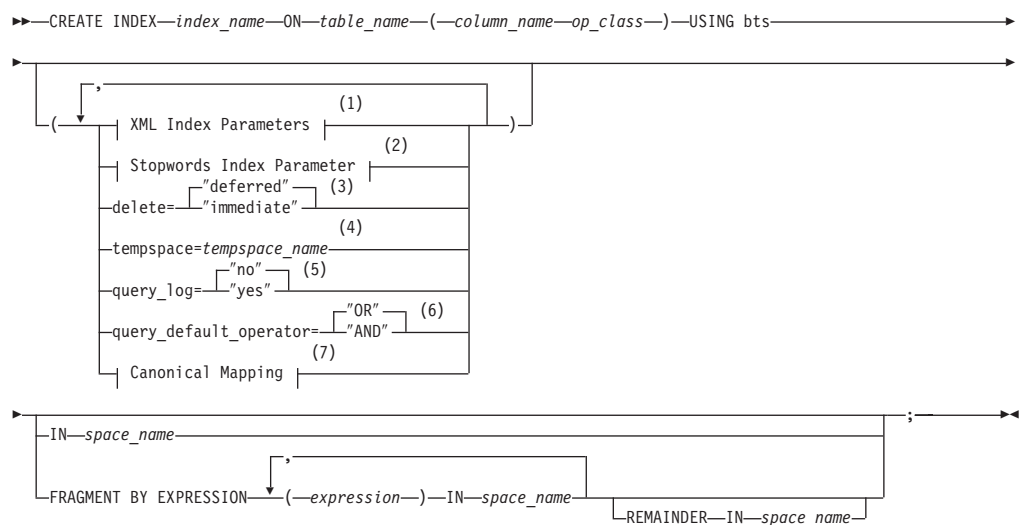 CREATE INDEX index_name ON table_name ( column_name op_class ) USING bts
,
(1)
( XML Index Parameters )
(2)
Stopwords Index Parameter
"deferred" (3)
delete= "immediate"
(4)
tempspace=tempspace_name
"no" (5)
query_log= "yes"
"OR" (6)
query_default_operator= "AND"
(7)
Canonical Mapping
;
IN space_name
,
FRAGMENT BY EXPRESSION ( expression ) IN space_name
REMAINDER IN space_name